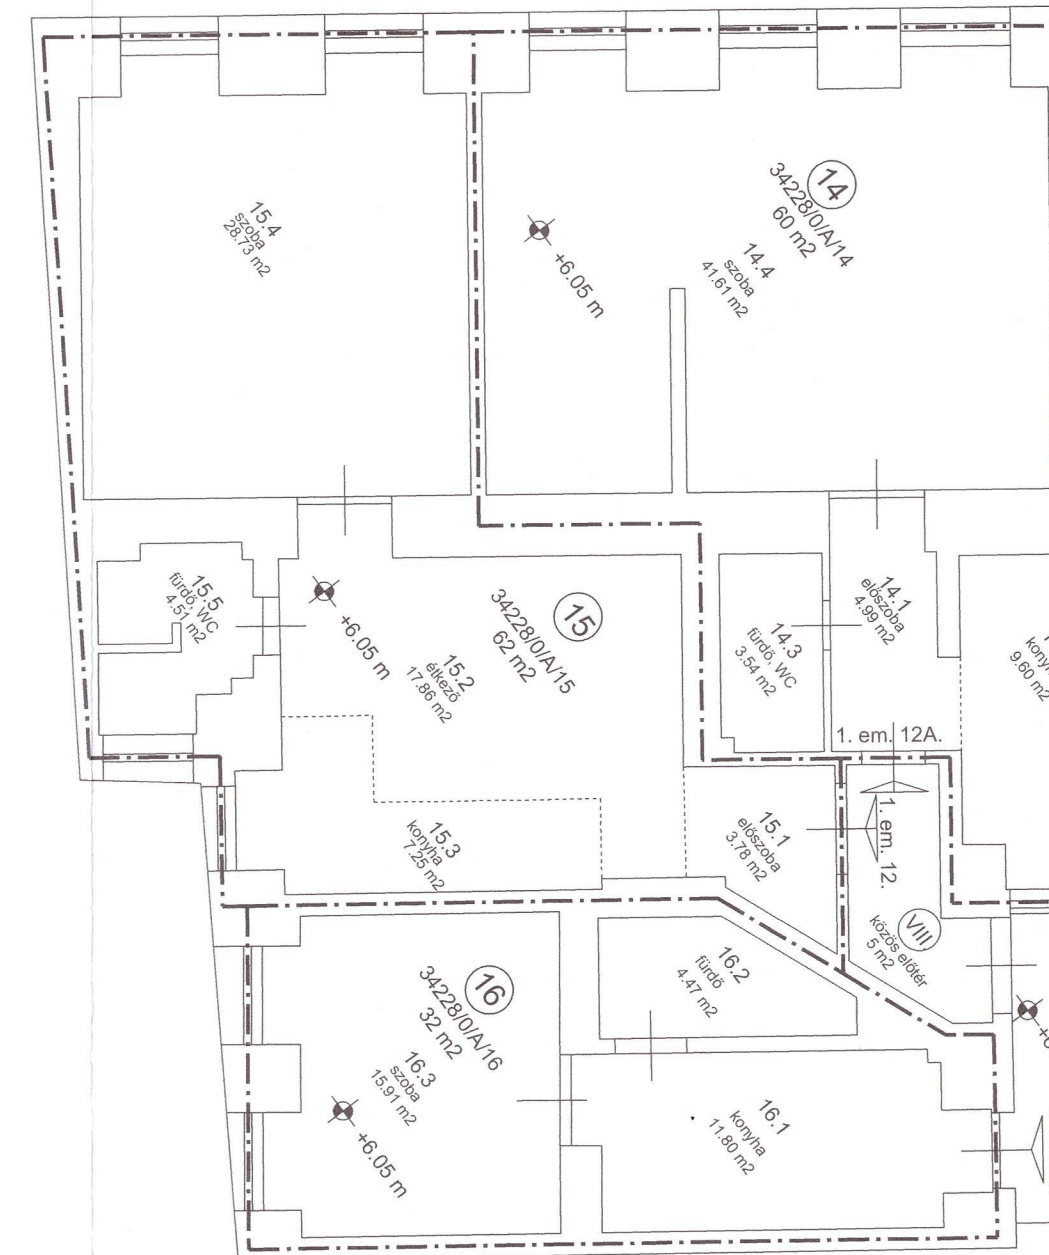 15.4
szoba
28.73 m2
14
34228/0/A/14
60 m2
+6.05 m
14.4
szoba
41.61 m2
15.5
fürdő, WC
4.51 m2
+6.05 m
15
34228/0/A/15
62 m2
15.2
étkező
17.86 m2
14.3
fürdő, WC
3.54 m2
14.1
előszoba
4.99 m2
9.60 m2
1. em. 12A.
15.3
konyha
7.25 m2
15.1
előszoba
3.78 m2
1. em. 12.
VIII
közös előtér
5 m2
16
34228/0/A/16
32 m2
16.2
fürdő
4.47 m2
16.3
szoba
15.91 m2
+6.05 m
16.1
konyha
11.80 m2